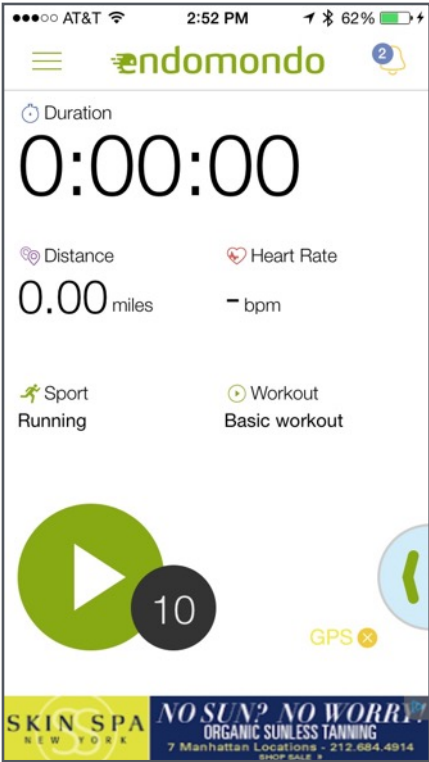 AT&T 2:52 PM 62%
endomondo 2
Duration
0:00:00
Distance Heart Rate
0.00 miles - bpm
Sport Workout
Running Basic workout
10
GPS
SKIN SPA
NEW YORK
NO SUN? NO WORRY!
ORGANIC SUNLESS TANNING
7 Manhattan Locations - 212.684.4914
SHOP SALE